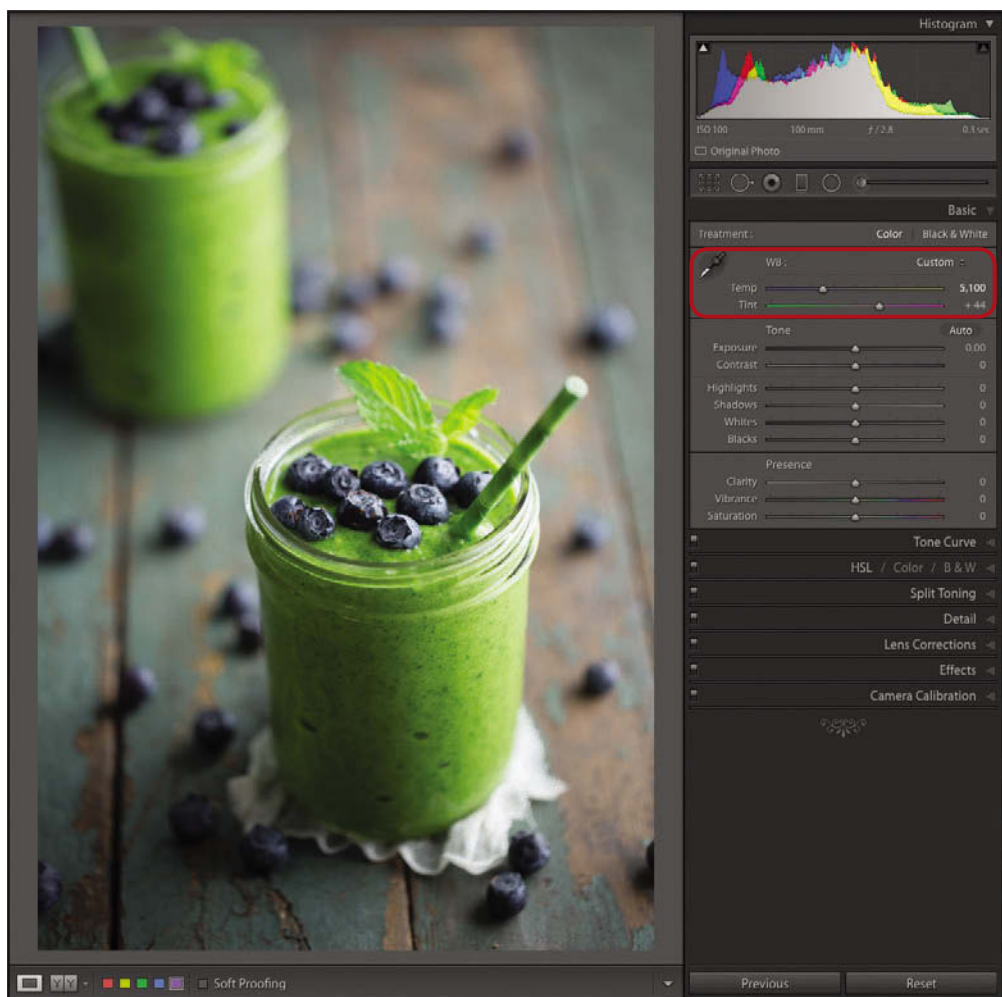 Histogram
ISO 100 100 mm ƒ / 2.8 0.3 sec
Original Photo
Basic
Treatment : Color Black & White
WB : Custom
Temp 5,100
Tint + 44
Tone Auto
Exposure 0.00
Contrast 0
Highlights 0
Shadows 0
Whites 0
Blacks 0
Presence
Clarity 0
Vibrance 0
Saturation 0
Tone Curve
HSL / Color / B & W
Split Toning
Detail
Lens Corrections
Effects
Camera Calibration
Y Y Soft Proofing Previous Reset